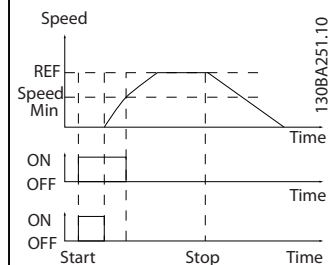 Speed
REF
Speed
Min
Time
ON
OFF
Time
ON
OFF
Start Stop Time
130BA251.10